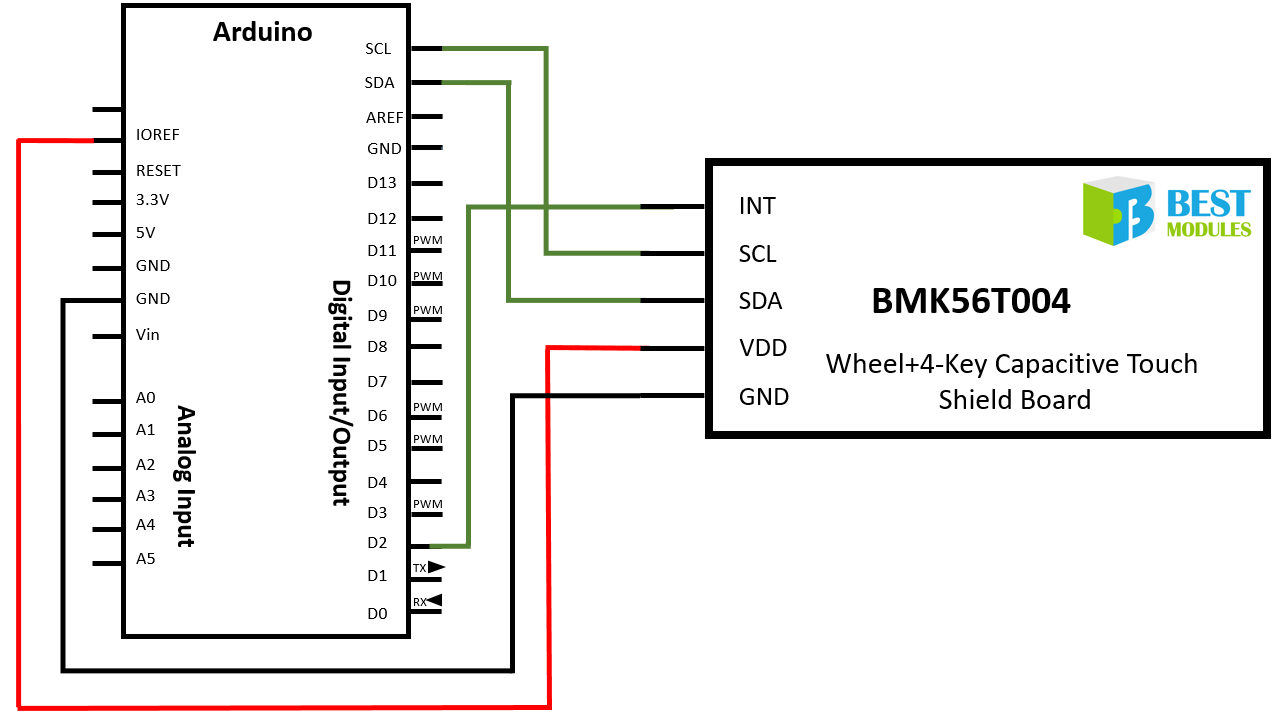 Arduino
SCL
SDA
AREF
GND
D13
D12
D11 PWM
D10 PWM
D9 PWM
D8
D7
D6 PWM
D5 PWM
D4
D3 PWM
D2
D1 TX
D0 RX
IOREF
RESET
3.3V
5V
GND
GND
Vin
A0
A1
A2
A3
A4
A5
Analog Input
Digital Input/Output
INT
SCL
SDA
VDD
GND
BEST
MODULES
BMK56T004
Wheel+4-Key Capacitive Touch
Shield Board